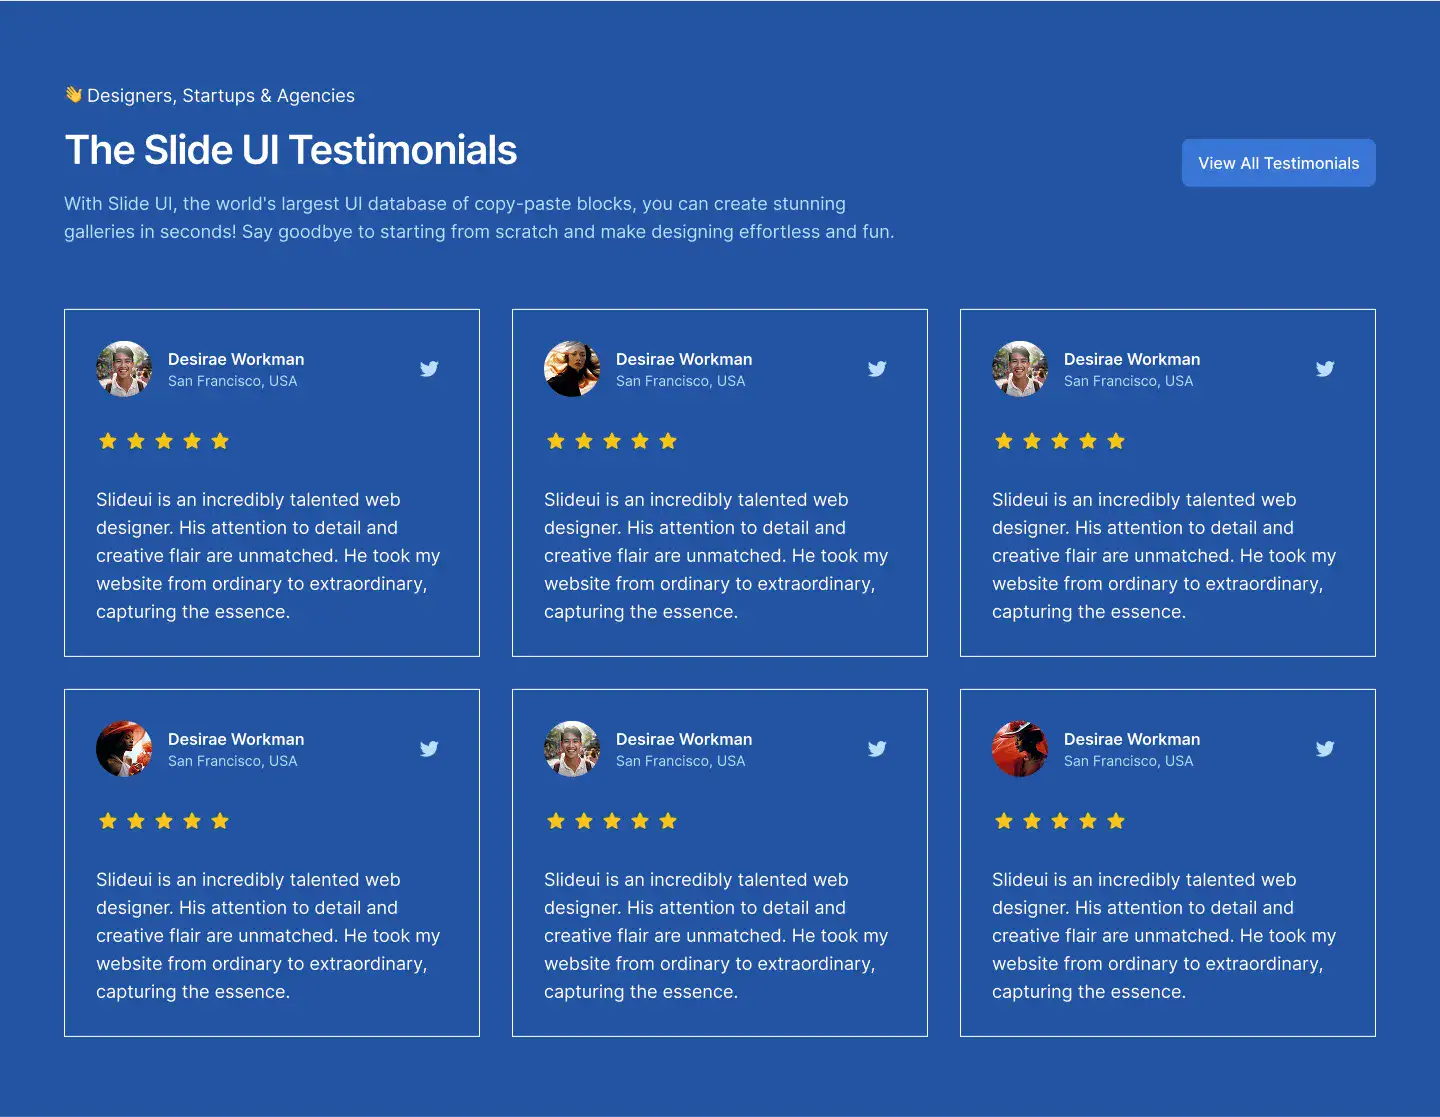 👋 Designers, Startups & Agencies
The Slide UI Testimonials
View All Testimonials
With Slide UI, the world's largest UI database of copy-paste blocks, you can create stunning
galleries in seconds! Say goodbye to starting from scratch and make designing effortless and fun.
Desirae Workman
San Francisco, USA
Slideui is an incredibly talented web
designer. His attention to detail and
creative flair are unmatched. He took my
website from ordinary to extraordinary,
capturing the essence.
Desirae Workman
San Francisco, USA
Slideui is an incredibly talented web
designer. His attention to detail and
creative flair are unmatched. He took my
website from ordinary to extraordinary,
capturing the essence.
Desirae Workman
San Francisco, USA
Slideui is an incredibly talented web
designer. His attention to detail and
creative flair are unmatched. He took my
website from ordinary to extraordinary,
capturing the essence.
Desirae Workman
San Francisco, USA
Slideui is an incredibly talented web
designer. His attention to detail and
creative flair are unmatched. He took my
website from ordinary to extraordinary,
capturing the essence.
Desirae Workman
San Francisco, USA
Slideui is an incredibly talented web
designer. His attention to detail and
creative flair are unmatched. He took my
website from ordinary to extraordinary,
capturing the essence.
Desirae Workman
San Francisco, USA
Slideui is an incredibly talented web
designer. His attention to detail and
creative flair are unmatched. He took my
website from ordinary to extraordinary,
capturing the essence.